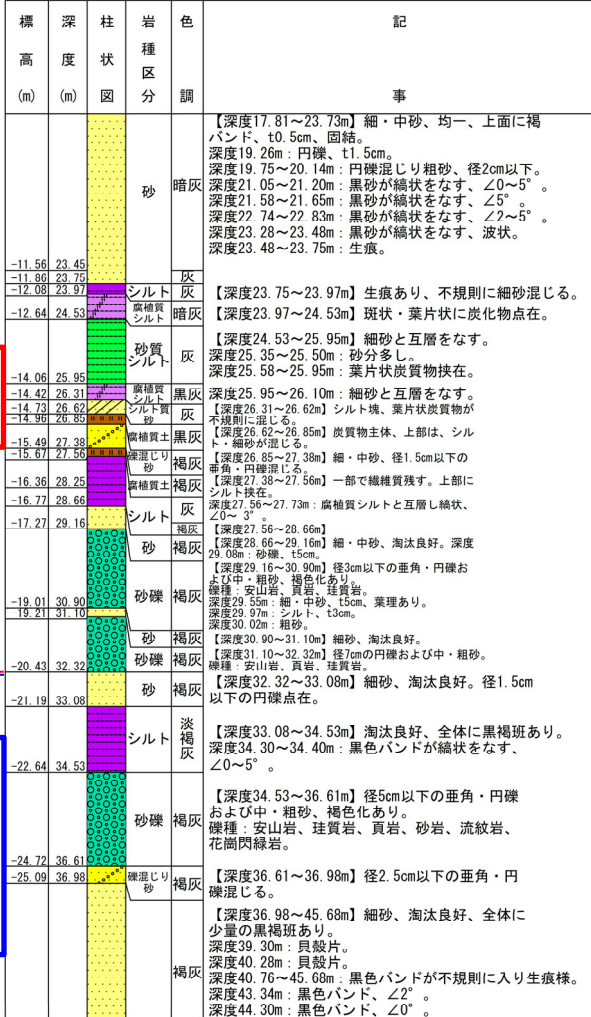 標高(m) 深度(m) 柱状図 岩種区分 色調 記事
【深度17.81～23.73m】細・中砂、均一、上面に褐
バンド、t0.5cm、固結。
深度19.26m：円礫、t1.5cm。
深度19.75～20.14m：円礫混じり粗砂、径2cm以下。
砂 暗灰 深度21.05～21.20m：黒砂が縞状をなす、∠0～5°。
深度21.58～21.65m：黒砂が縞状をなす、∠5°。
深度22.74～22.83m：黒砂が縞状をなす、∠2～5°。
深度23.28～23.48m：黒砂が縞状をなす、波状。
深度23.48～23.75m：生痕。
-11.56 23.45
-11.86 23.75 灰
-12.08 23.97 シルト 灰 【深度23.75～23.97m】生痕あり、不規則に細砂混じる。
-12.64 24.53 腐植質シルト 暗灰 【深度23.97～24.53m】斑状・葉片状に炭化物点在。
砂質シルト 灰 【深度24.53～25.95m】細砂と互層をなす。
深度25.35～25.50m：砂分多し。
深度25.58～25.95m：葉片状炭質物挟在。
-14.06 25.95
-14.42 26.31 腐植質シルト 黒灰 深度25.95～26.10m：細砂と互層をなす。
-14.73 26.62 シルト質砂 灰 【深度26.31～26.62m】シルト塊、葉片状炭質物が
不規則に混じる。
-14.96 26.85 腐植質土 黒灰 【深度26.62～26.85m】炭質物主体、上部は、シル
ト・細砂が混じる。
-15.49 27.38 礫混じり砂 褐灰 【深度26.85～27.38m】細・中砂、径1.5cm以下の
亜角・円礫混じる。
-15.67 27.56 腐植質土 褐灰 【深度27.38～27.56m】一部で繊維質残す。上部に
シルト挟在。
-16.36 28.25 シルト 灰 深度27.56～27.73m：腐植質シルトと互層し縞状、
∠0～ 3°。
-16.77 28.66 褐灰 【深度27.56～28.66m】
-17.27 29.16 砂 褐灰 【深度28.66～29.16m】細・中砂、淘汰良好。深度
29.08m：砂礫、t5cm。
砂礫 褐灰 【深度29.16～30.90m】径3cm以下の亜角・円礫お
よび中・粗砂、褐色化あり。
礫種：安山岩、頁岩、珪質岩。
深度29.55m：細・中砂、t5cm、葉理あり。
深度29.97m：シルト、t3cm。
深度30.02m：粗砂。
-19.01 30.90
19.21 31.10 砂 褐灰 【深度30.90～31.10m】細砂、淘汰良好。
砂礫 褐灰 【深度31.10～32.32m】径7cmの円礫および中・粗砂。
礫種：安山岩、頁岩、珪質岩。
-20.43 32.32
砂 褐灰 【深度32.32～33.08m】細砂、淘汰良好。径1.5cm
以下の円礫点在。
-21.19 33.08
シルト 淡褐灰 【深度33.08～34.53m】淘汰良好、全体に黒褐班あり。
深度34.30～34.40m：黒色バンドが縞状をなす、
∠0～5°。
-22.64 34.53
砂礫 褐灰 【深度34.53～36.61m】径5cm以下の亜角・円礫
および中・粗砂、褐色化あり。
礫種：安山岩、珪質岩、頁岩、砂岩、流紋岩、
花崗閃緑岩。
-24.72 36.61
-25.09 36.98 礫混じり砂 褐灰 【深度36.61～36.98m】径2.5cm以下の亜角・円
礫混じる。
【深度36.98～45.68m】細砂、淘汰良好、全体に
少量の黒褐班あり。
深度39.30m：貝殻片。
褐灰 深度40.28m：貝殻片。
深度40.76～45.68m：黒色バンドが不規則に入り生痕様。
深度43.34m：黒色バンド、∠2°。
深度44.30m：黒色バンド、∠0°。